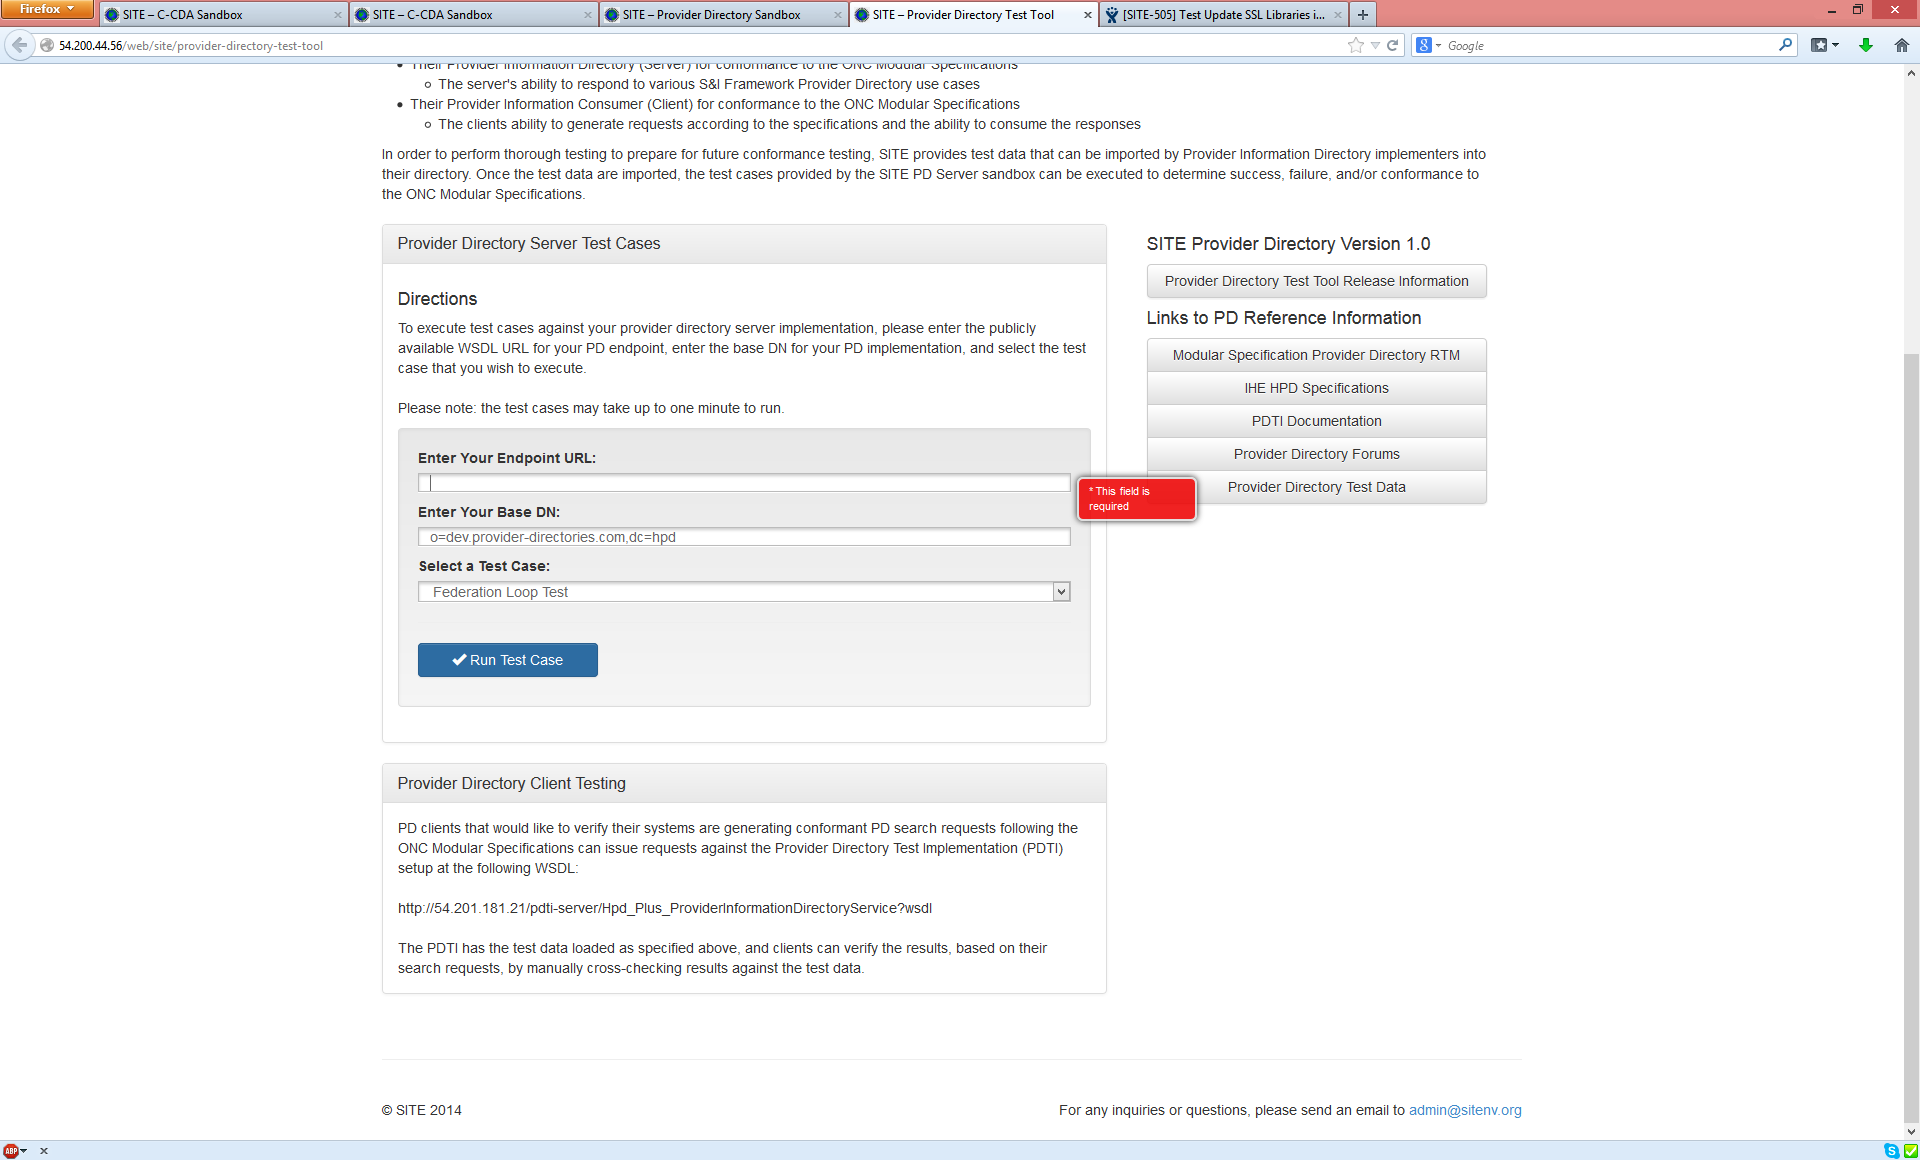 Firefox
SITE – C-CDA Sandbox
SITE – C-CDA Sandbox
SITE – Provider Directory Sandbox
SITE – Provider Directory Test Tool
[SITE-505] Test Update SSL Libraries i...
54.200.44.56/web/site/provider-directory-test-tool
8
Google
Their Provider Information Directory (Server) for conformance to the ONC Modular Specifications
The server's ability to respond to various S&I Framework Provider Directory use cases
Their Provider Information Consumer (Client) for conformance to the ONC Modular Specifications
The clients ability to generate requests according to the specifications and the ability to consume the responses
In order to perform thorough testing to prepare for future conformance testing, SITE provides test data that can be imported by Provider Information Directory implementers into
their directory. Once the test data are imported, the test cases provided by the SITE PD Server sandbox can be executed to determine success, failure, and/or conformance to
the ONC Modular Specifications.
Provider Directory Server Test Cases
Directions
To execute test cases against your provider directory server implementation, please enter the publicly
available WSDL URL for your PD endpoint, enter the base DN for your PD implementation, and select the test
case that you wish to execute.
Please note: the test cases may take up to one minute to run.
Enter Your Endpoint URL:
* This field is
required
Enter Your Base DN:
o=dev.provider-directories.com,dc=hpd
Select a Test Case:
Federation Loop Test
Run Test Case
SITE Provider Directory Version 1.0
Provider Directory Test Tool Release Information
Links to PD Reference Information
Modular Specification Provider Directory RTM
IHE HPD Specifications
PDTI Documentation
Provider Directory Forums
Provider Directory Test Data
Provider Directory Client Testing
PD clients that would like to verify their systems are generating conformant PD search requests following the
ONC Modular Specifications can issue requests against the Provider Directory Test Implementation (PDTI)
setup at the following WSDL:
http://54.201.181.21/pdti-server/Hpd_Plus_ProviderInformationDirectoryService?wsdl
The PDTI has the test data loaded as specified above, and clients can verify the results, based on their
search requests, by manually cross-checking results against the test data.
© SITE 2014
For any inquiries or questions, please send an email to admin@sitenv.org
ABP
S